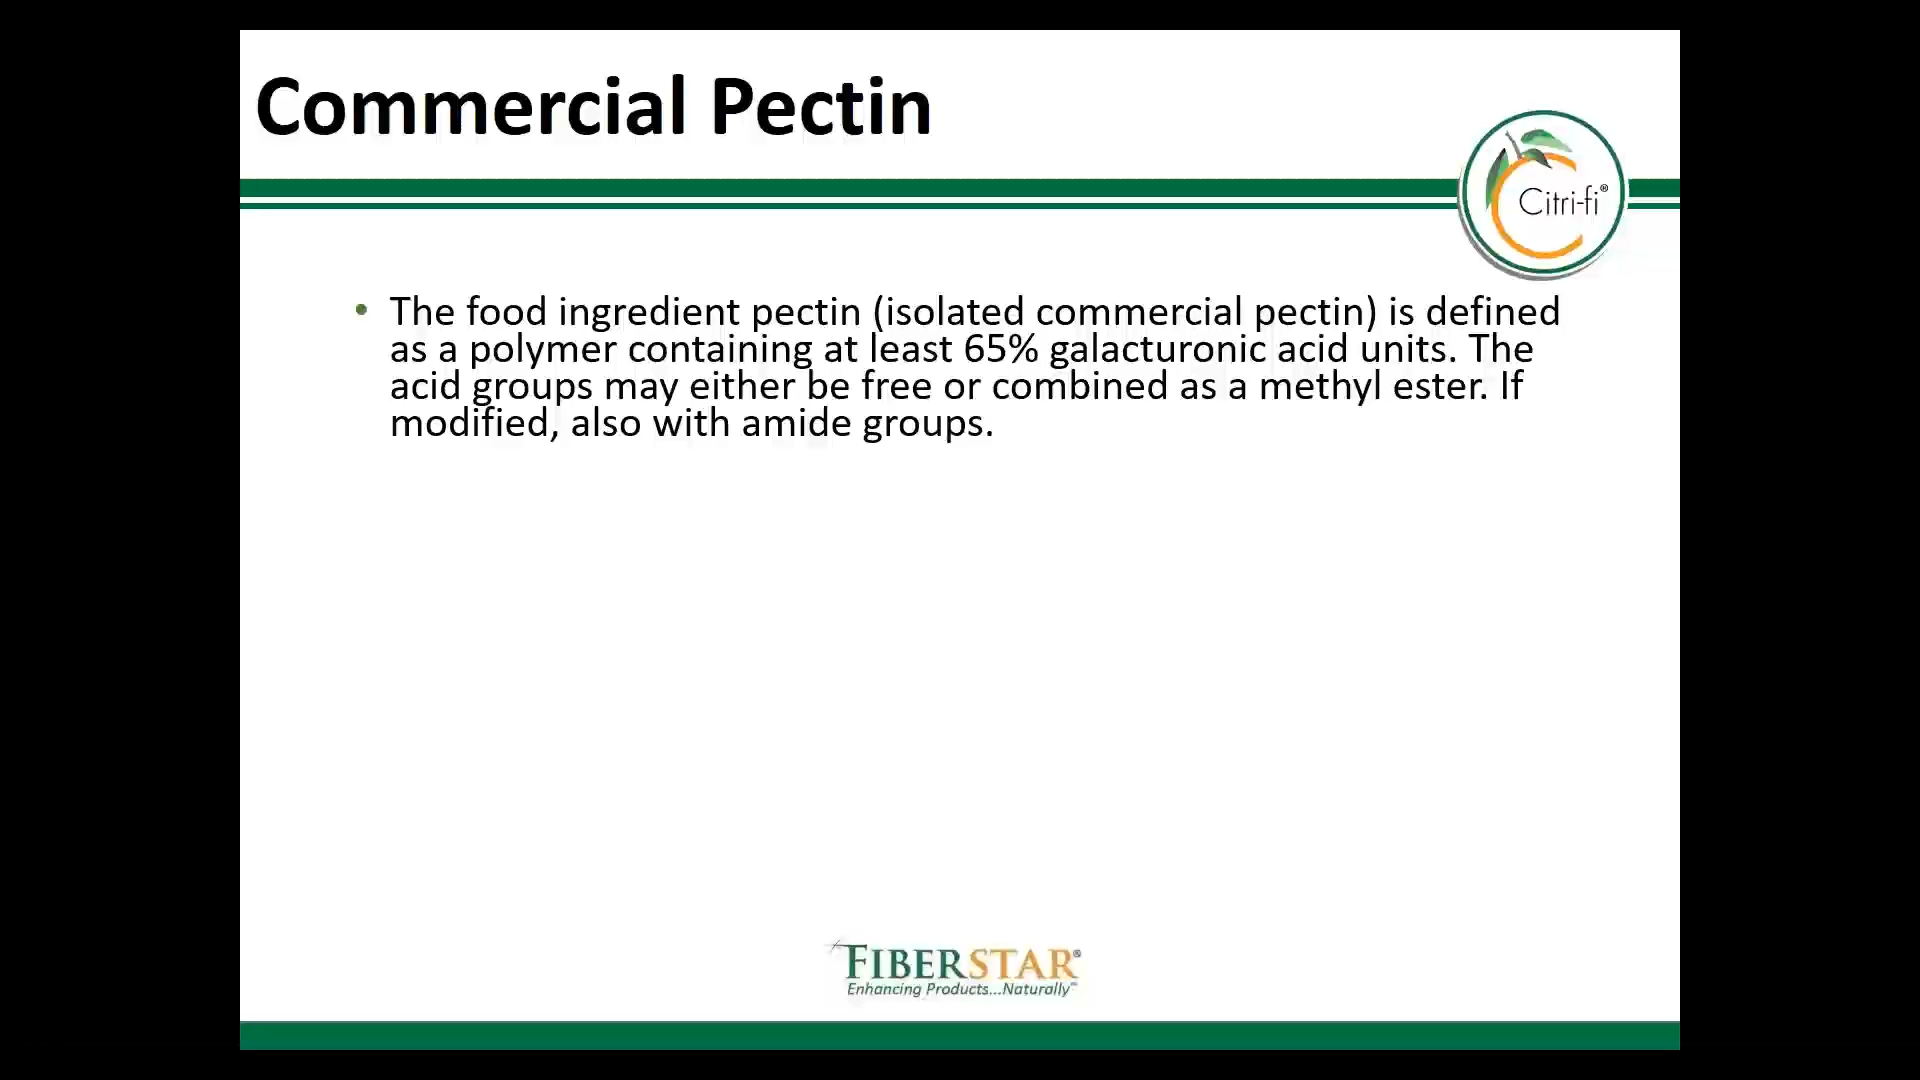 Commercial Pectin
Citri-fi®
• The food ingredient pectin (isolated commercial pectin) is defined
as a polymer containing at least 65% galacturonic acid units. The
acid groups may either be free or combined as a methyl ester. If
modified, also with amide groups.
FIBERSTAR®
Enhancing Products...Naturally™